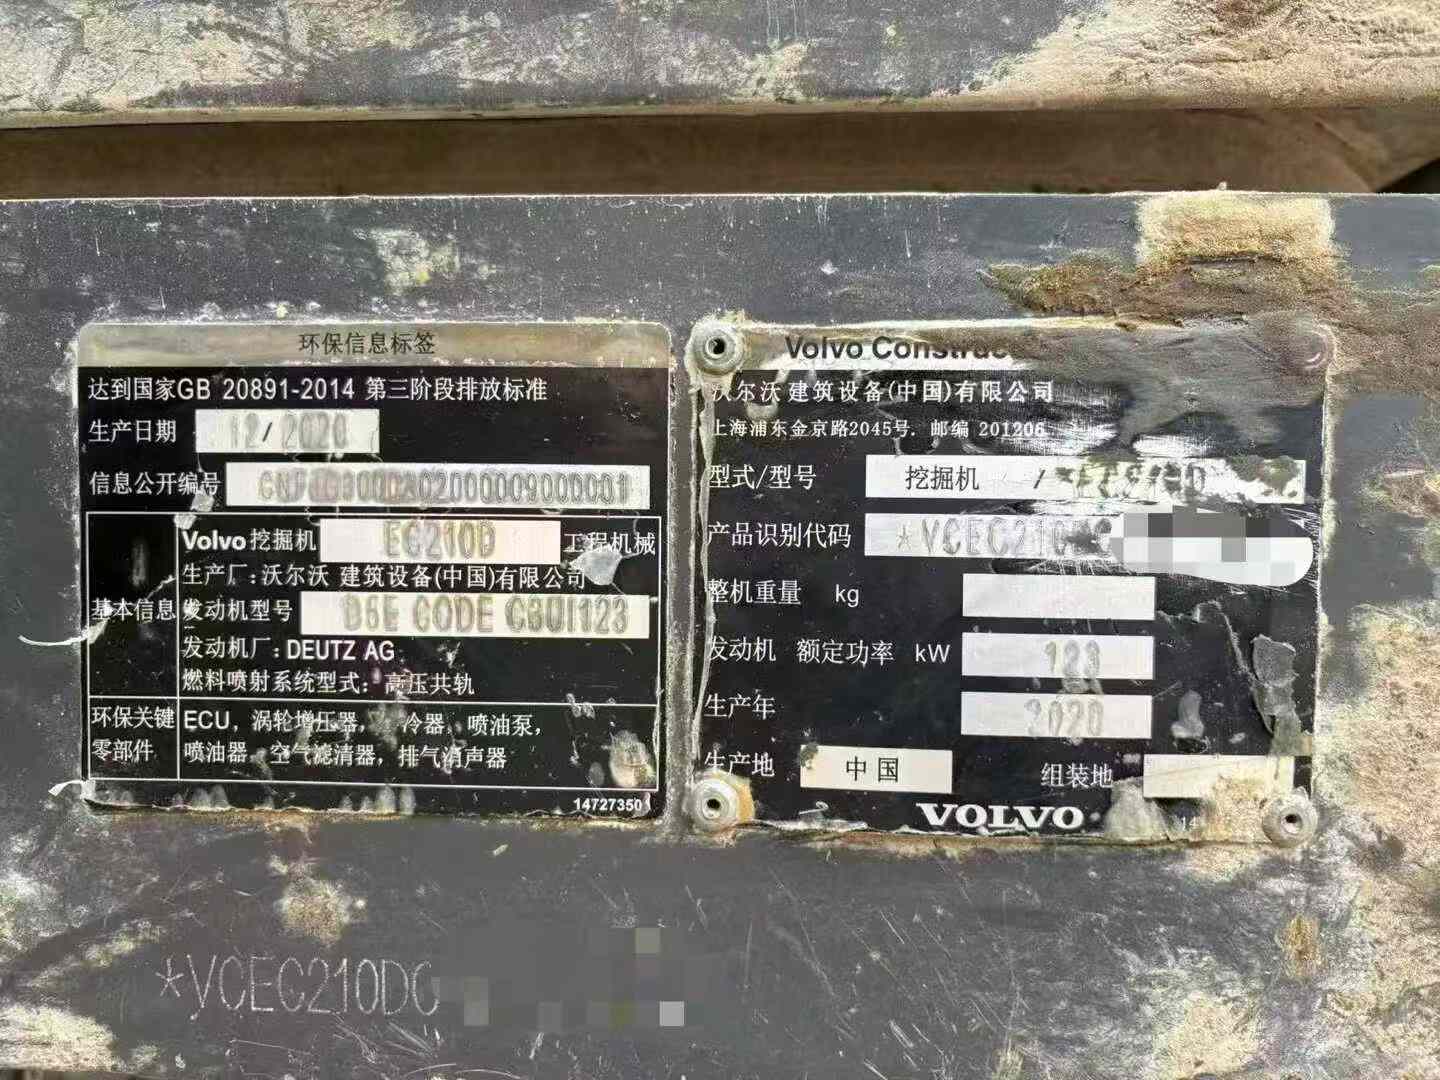 环保信息标签
达到国家GB 20891-2014 第三阶段排放标准
生产日期 12/2020
信息公开编号
基本信息
Volvo 挖掘机 EC210D 工程机械
生产厂: 沃尔沃 建筑设备(中国)有限公司
发动机型号 D5E CODE
发动机厂: DEUTZ AG
燃料喷射系统型式: 高压共轨
环保关键
零部件
ECU, 涡轮增压器, 冷器, 喷油泵,
喷油器, 空气滤清器, 排气消声器
14727350
Volvo Construc
沃尔沃 建筑设备(中国)有限公司
上海浦东金京路2045号. 邮编 201206
型式/型号 挖掘机 /
产品识别代码 *VCEC210DC
整机重量 kg
发动机 额定功率 kW 123
生产年 2020
生产地 中国 组装地
VOLVO
14
*VCEC210DC